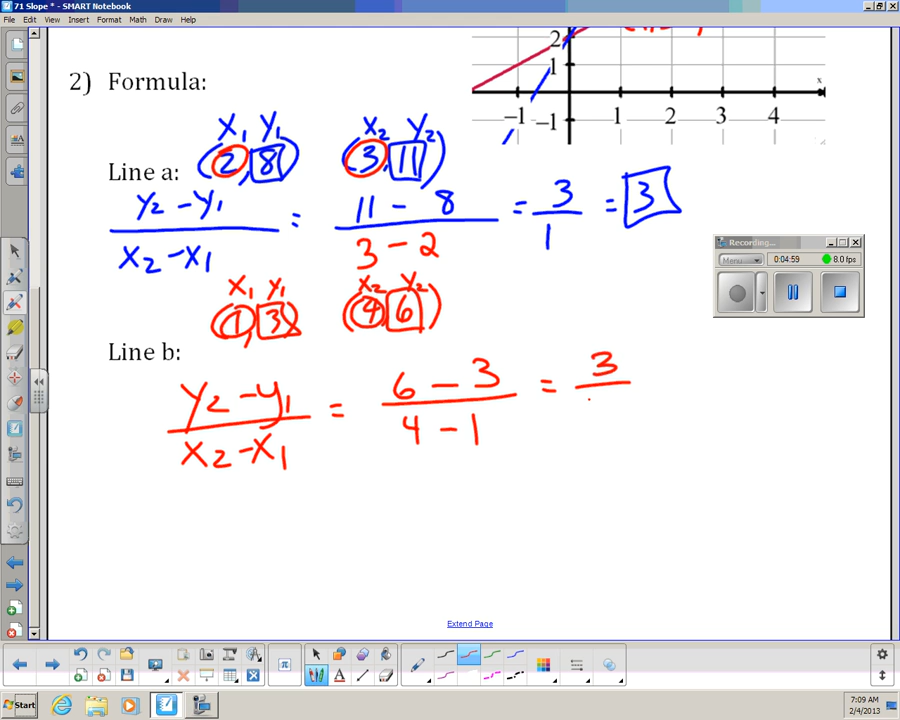 71 Slope * - SMART Notebook
File Edit View Insert Format Math Draw Help
2
1
x
-1 1 2 3 4
-1
2) Formula:
x₁ y₁ x₂ y₂
Line a: (2, 8) (3, 11)
y₂ - y₁ / x₂ - x₁ = 11 - 8 / 3 - 2 = 3 / 1 = 3
Recording...
Menu 0:04:59 8.0 fps
x₁ y₁ x₂ y₂
(1, 3) (4, 6)
Line b:
y₂ - y₁ / x₂ - x₁ = 6 - 3 / 4 - 1 = 3
Extend Page
Start
7:09 AM
2/4/2013